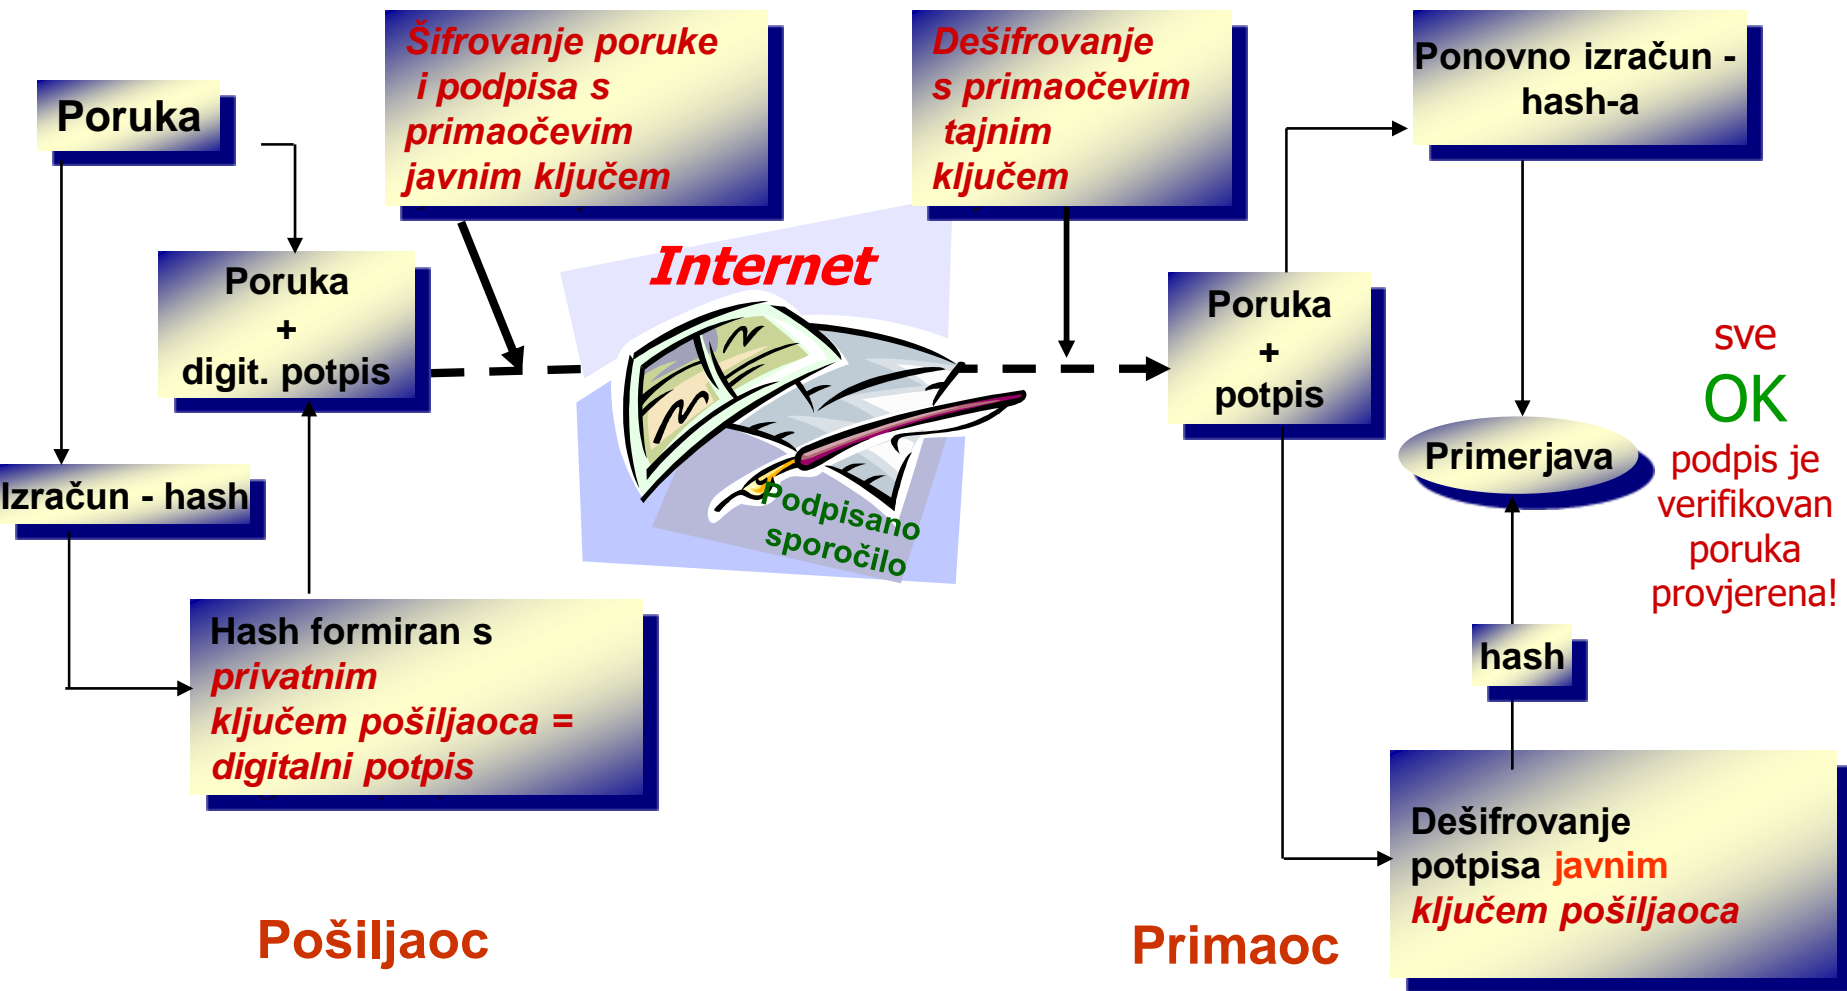 Poruka
Šifrovanje poruke
i podpisa s
primaočevim
javnim ključem
Dešifrovanje
s primaočevim
tajnim
ključem
Ponovno izračun -
hash-a
Poruka
+
digit. potpis
Internet
Podpisano
sporočilo
Poruka
+
potpis
sve
OK
podpis je
verifikovan
poruka
provjerena!
Primerjava
Izračun - hash
Hash formiran s
privatnim
ključem pošiljaoca =
digitalni potpis
hash
Dešifrovanje
potpisa javnim
ključem pošiljaoca
Pošiljaoc
Primaoc